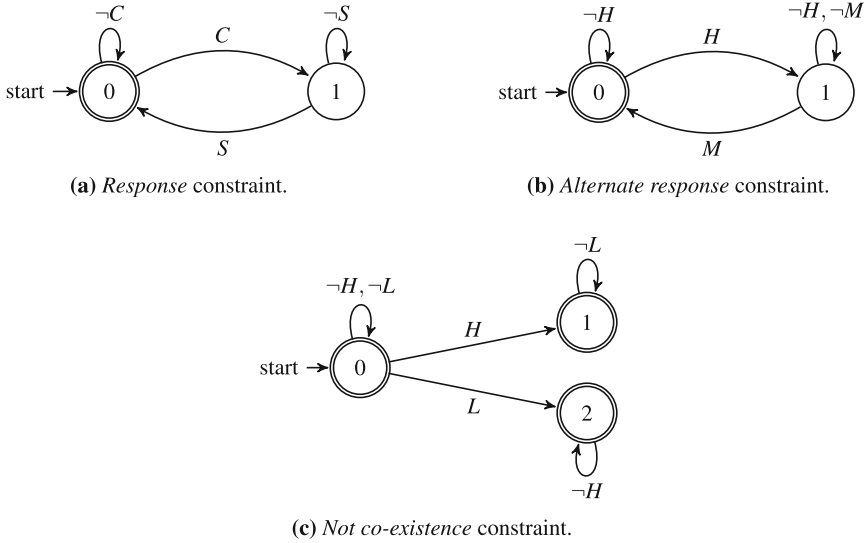 ¬C
¬S
¬H
¬H, ¬M
C
H
start
0
1
start
0
1
S
M
(a) Response constraint.
(b) Alternate response constraint.
¬L
¬H, ¬L
H
1
start
0
L
2
¬H
(c) Not co-existence constraint.